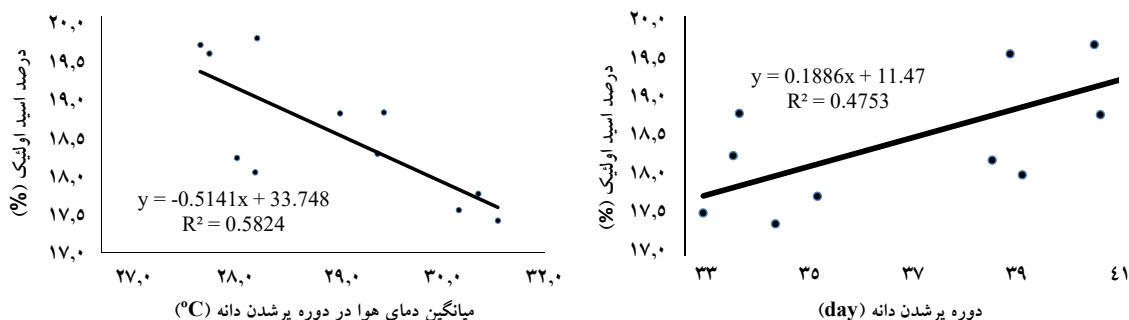 ۲۰,۰
۱۹,۵
۱۹,۰
۱۸,۵
۱۸,۰
۱۷,۵
۱۷,۰
درصد اسید اولئیک (%)
y = -0.5141x + 33.748
R² = 0.5824
۲۷,۰ ۲۸,۰ ۲۹,۰ ۳۰,۰ ۳۲,۰
میانگین دمای هوا در دوره پرشدن دانه (ºC)
۲۰,۰
۱۹,۵
۱۹,۰
۱۸,۵
۱۸,۰
۱۷,۵
۱۷,۰
درصد اسید اولئیک (%)
y = 0.1886x + 11.47
R² = 0.4753
۳۳ ۳۵ ۳۷ ۳۹ ٤۱
دوره پرشدن دانه (day)